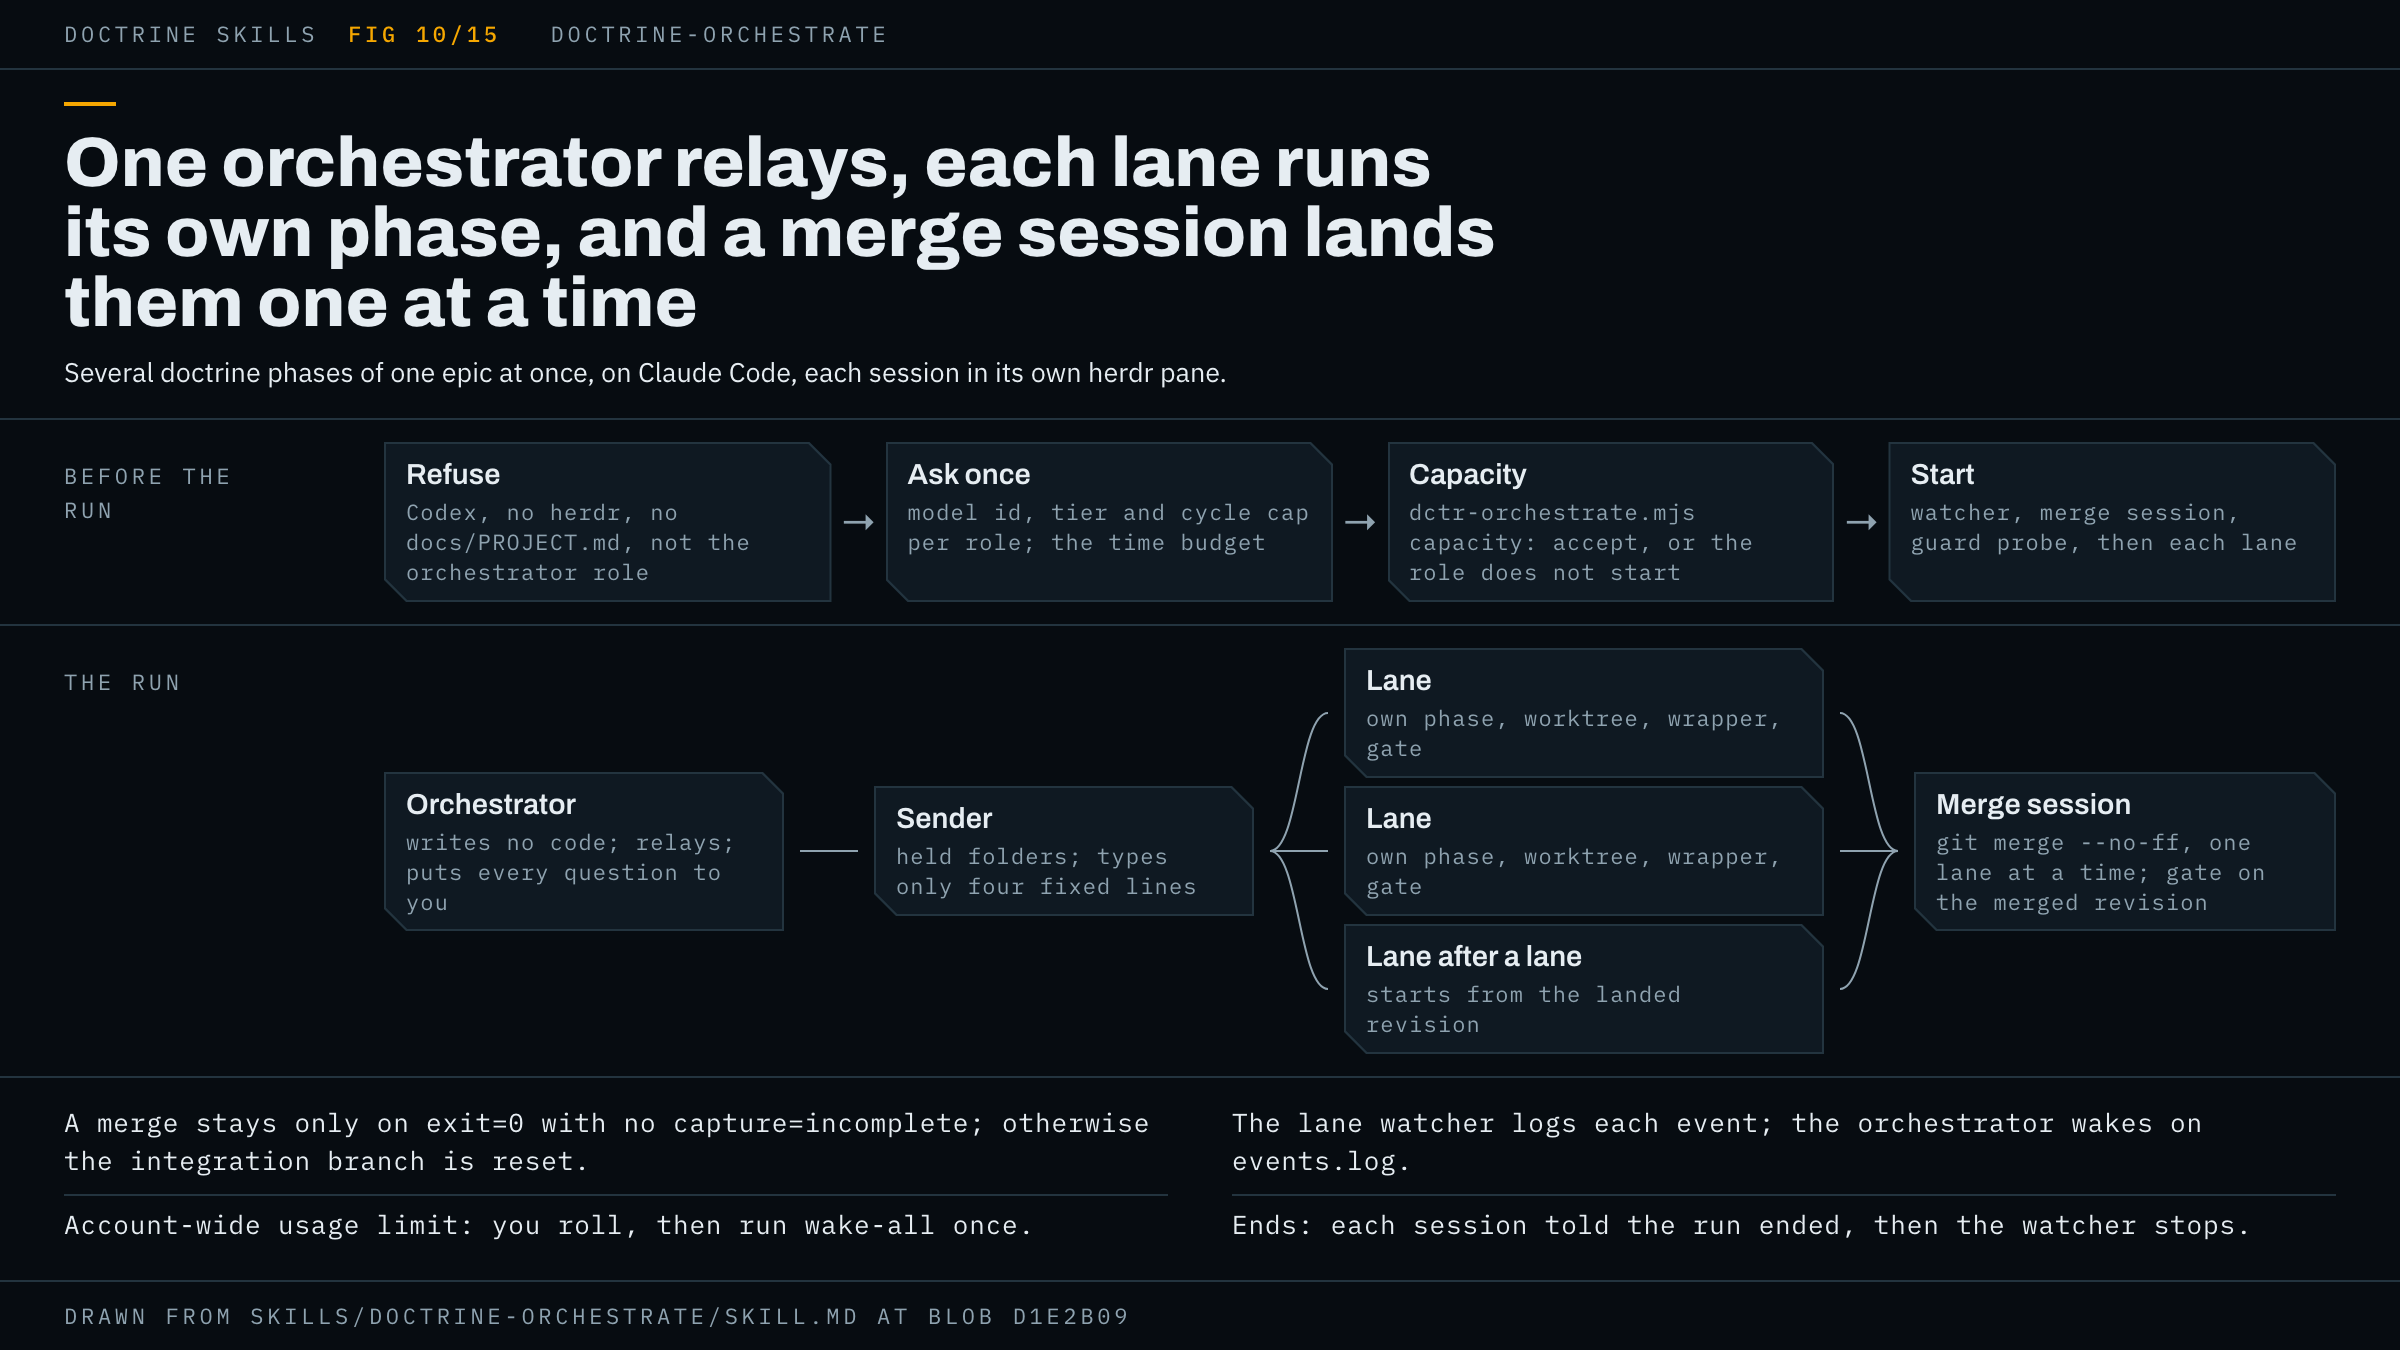 DOCTRINE SKILLS FIG 10/15 DOCTRINE-ORCHESTRATE
One orchestrator relays, each lane runs
its own phase, and a merge session lands
them one at a time
Several doctrine phases of one epic at once, on Claude Code, each session in its own herdr pane.
BEFORE THE
RUN
Refuse
Codex, no herdr, no
docs/PROJECT.md, not the
orchestrator role
Ask once
model id, tier and cycle cap
per role; the time budget
Capacity
dctr-orchestrate.mjs
capacity: accept, or the
role does not start
Start
watcher, merge session,
guard probe, then each lane
THE RUN
Orchestrator
writes no code; relays;
puts every question to
you
Sender
held folders; types
only four fixed lines
Lane
own phase, worktree, wrapper,
gate
Lane
own phase, worktree, wrapper,
gate
Lane after a lane
starts from the landed
revision
Merge session
git merge --no-ff, one
lane at a time; gate on
the merged revision
A merge stays only on exit=0 with no capture=incomplete; otherwise
the integration branch is reset.
Account-wide usage limit: you roll, then run wake-all once.
The lane watcher logs each event; the orchestrator wakes on
events.log.
Ends: each session told the run ended, then the watcher stops.
DRAWN FROM SKILLS/DOCTRINE-ORCHESTRATE/SKILL.MD AT BLOB D1E2B09